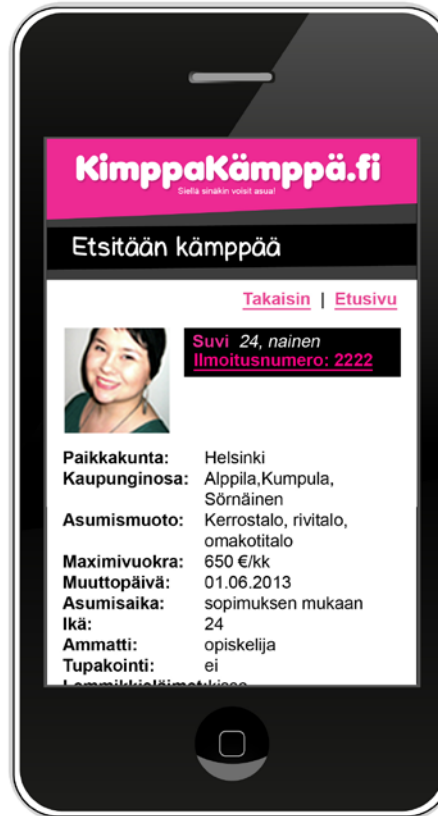 KimppaKämppä.fi
Siellä sinäkin voisit asua!
Etsitään kämppää
Takaisin | Etusivu
Suvi 24, nainen
Ilmoitusnumero: 2222
Paikkakunta: Helsinki
Kaupunginosa: Alppila,Kumpula,
Sörnäinen
Asumismuoto: Kerrostalo, rivitalo,
omakotitalo
Maximivuokra: 650 €/kk
Muuttopäivä: 01.06.2013
Asumisaika: sopimuksen mukaan
Ikä: 24
Ammatti: opiskelija
Tupakointi: ei
Lemmikkieläimet: kissa